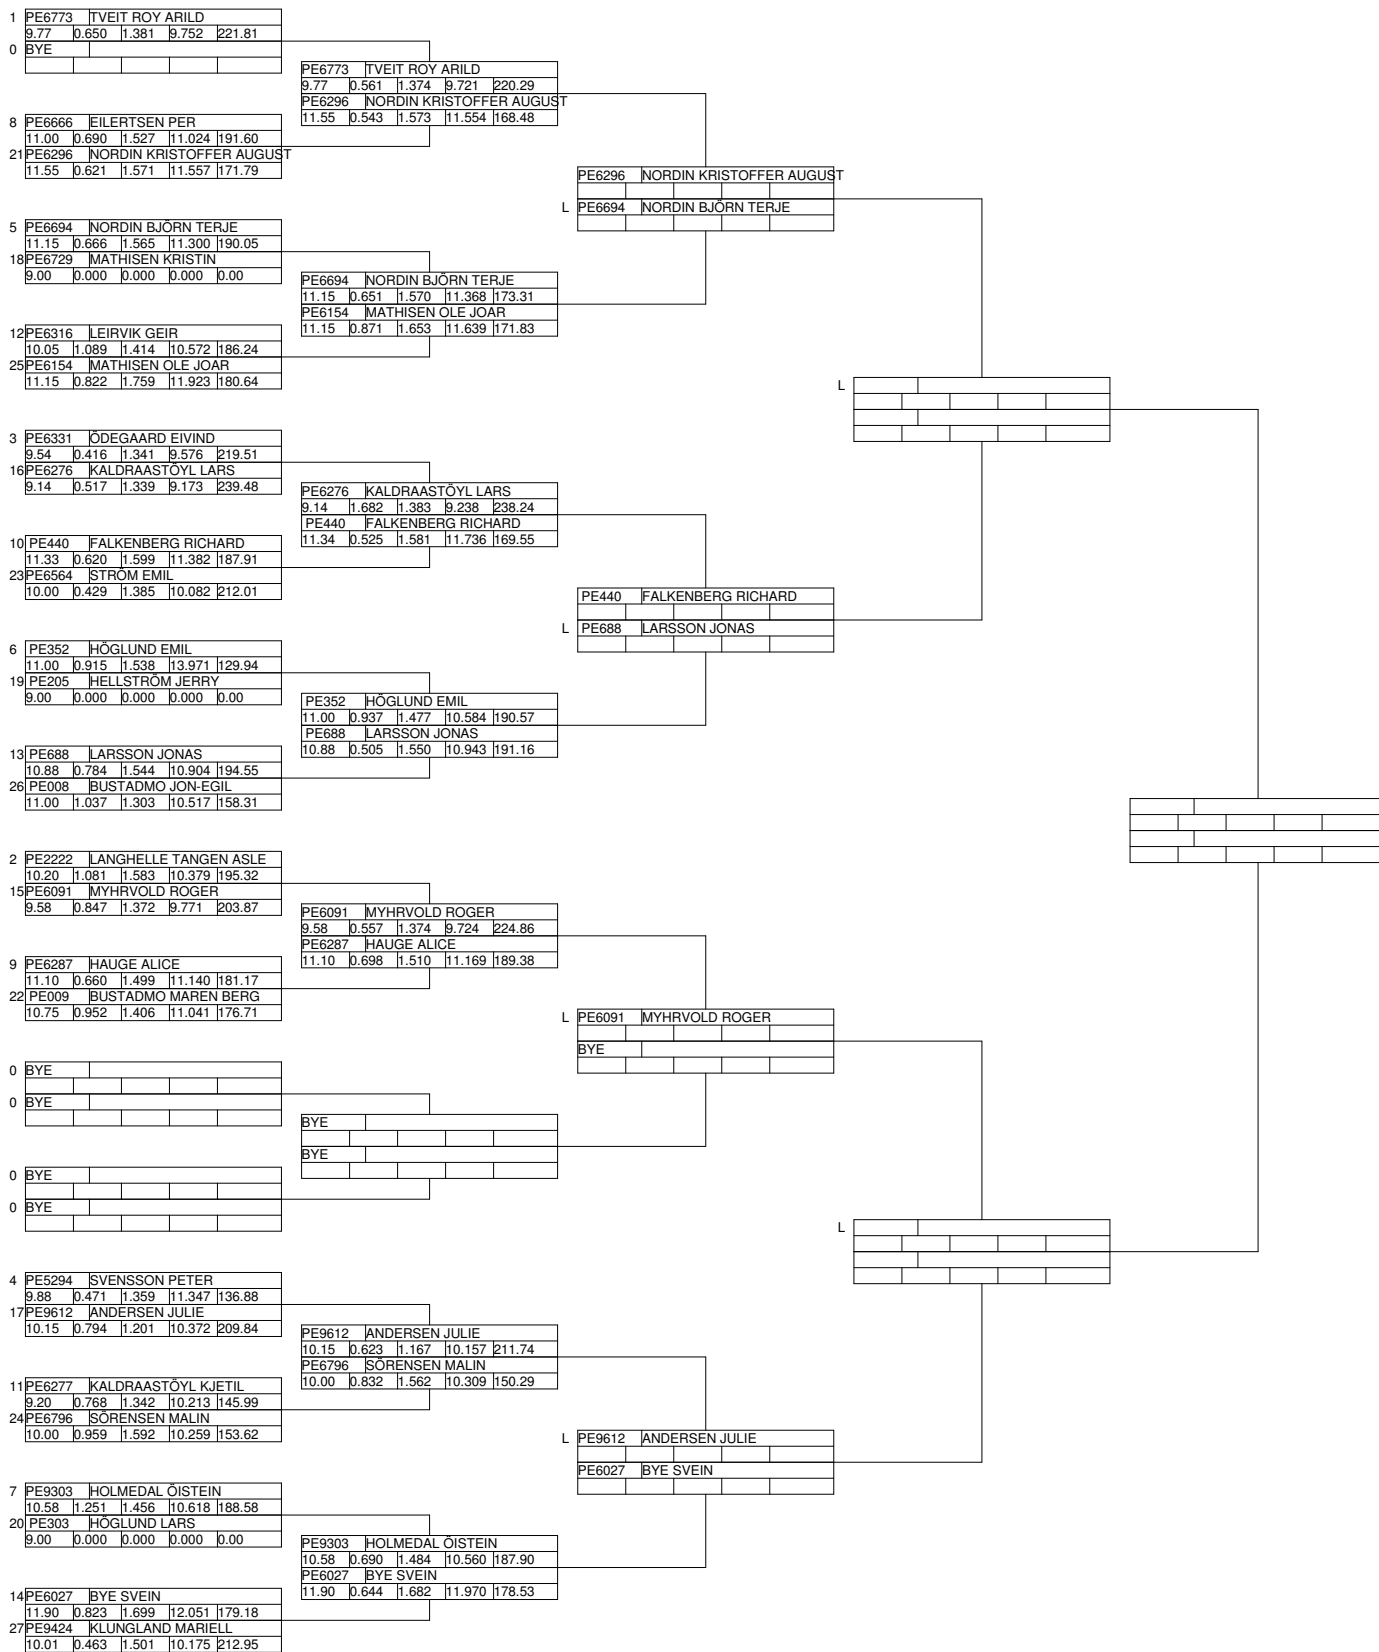 1 PE6773 TVEIT ROY ARILD
9.77 0.650 1.381 9.752 221.81
0 BYE
8 PE6666 EILERTSEN PER
11.00 0.690 1.527 11.024 191.60
21 PE6296 NORDIN KRISTOFFER AUGUST
11.55 0.621 1.571 11.557 171.79
5 PE6694 NORDIN BJÖRN TERJE
11.15 0.666 1.565 11.300 190.05
18 PE6729 MATHISEN KRISTIN
9.00 0.000 0.000 0.000 0.00
12 PE6316 LEIRVIK GEIR
10.05 1.089 1.414 10.572 186.24
25 PE6154 MATHISEN OLE JOAR
11.15 0.822 1.759 11.923 180.64
3 PE6331 ÖDEGAARD EIVIND
9.54 0.416 1.341 9.576 219.51
16 PE6276 KALDRAASTÖYL LARS
9.14 0.517 1.339 9.173 239.48
10 PE440 FALKENBERG RICHARD
11.33 0.620 1.599 11.382 187.91
23 PE6564 STRÖM EMIL
10.00 0.429 1.385 10.082 212.01
6 PE352 HÖGLUND EMIL
11.00 0.915 1.538 13.971 129.94
19 PE205 HELLSTRÖM JERRY
9.00 0.000 0.000 0.000 0.00
13 PE688 LARSSON JONAS
10.88 0.784 1.544 10.904 194.55
26 PE008 BUSTADMO JON-EGIL
11.00 1.037 1.303 10.517 158.31
2 PE2222 LANGHELLE TANGEN ASLE
10.20 1.081 1.583 10.379 195.32
15 PE6091 MYHRVOLD ROGER
9.58 0.847 1.372 9.771 203.87
9 PE6287 HAUGE ALICE
11.10 0.660 1.499 11.140 181.17
22 PE009 BUSTADMO MAREN BERG
10.75 0.952 1.406 11.041 176.71
0 BYE
0 BYE
0 BYE
0 BYE
4 PE5294 SVENSSON PETER
9.88 0.471 1.359 11.347 136.88
17 PE9612 ANDERSEN JULIE
10.15 0.794 1.201 10.372 209.84
11 PE6277 KALDRAASTÖYL KJETIL
9.20 0.768 1.342 10.213 145.99
24 PE6796 SÖRENSEN MALIN
10.00 0.959 1.592 10.259 153.62
7 PE9303 HOLMEDAL ÖISTEIN
10.58 1.251 1.456 10.618 188.58
20 PE303 HÖGLUND LARS
9.00 0.000 0.000 0.000 0.00
14 PE6027 BYE SVEIN
11.90 0.823 1.699 12.051 179.18
27 PE9424 KLUNGLAND MARIELL
10.01 0.463 1.501 10.175 212.95
PE6773 TVEIT ROY ARILD
9.77 0.561 1.374 9.721 220.29
PE6296 NORDIN KRISTOFFER AUGUST
11.55 0.543 1.573 11.554 168.48
PE6694 NORDIN BJÖRN TERJE
11.15 0.651 1.570 11.368 173.31
PE6154 MATHISEN OLE JOAR
11.15 0.871 1.653 11.639 171.83
PE6276 KALDRAASTÖYL LARS
9.14 1.682 1.383 9.238 238.24
PE440 FALKENBERG RICHARD
11.34 0.525 1.581 11.736 169.55
PE352 HÖGLUND EMIL
11.00 0.937 1.477 10.584 190.57
PE688 LARSSON JONAS
10.88 0.505 1.550 10.943 191.16
PE6091 MYHRVOLD ROGER
9.58 0.557 1.374 9.724 224.86
PE6287 HAUGE ALICE
11.10 0.698 1.510 11.169 189.38
BYE
BYE
PE9612 ANDERSEN JULIE
10.15 0.623 1.167 10.157 211.74
PE6796 SÖRENSEN MALIN
10.00 0.832 1.562 10.309 150.29
PE9303 HOLMEDAL ÖISTEIN
10.58 0.690 1.484 10.560 187.90
PE6027 BYE SVEIN
11.90 0.644 1.682 11.970 178.53
PE6296 NORDIN KRISTOFFER AUGUST
L PE6694 NORDIN BJÖRN TERJE
PE440 FALKENBERG RICHARD
L PE688 LARSSON JONAS
L PE6091 MYHRVOLD ROGER
BYE
L PE9612 ANDERSEN JULIE
PE6027 BYE SVEIN
L
L